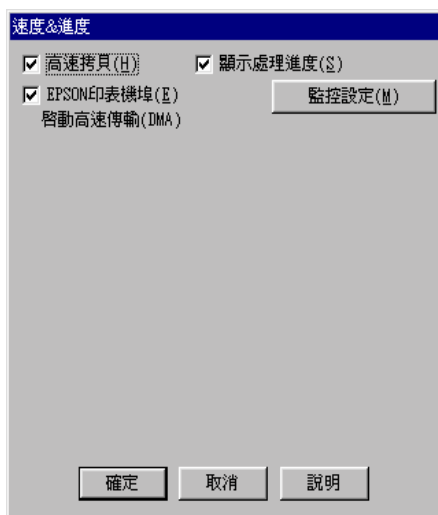 速度&進度
高速拷貝(H) 顯示處理進度(S)
EPSON印表機埠(E) 監控設定(M)
啓動高速傳輸(DMA)
確定 取消 說明